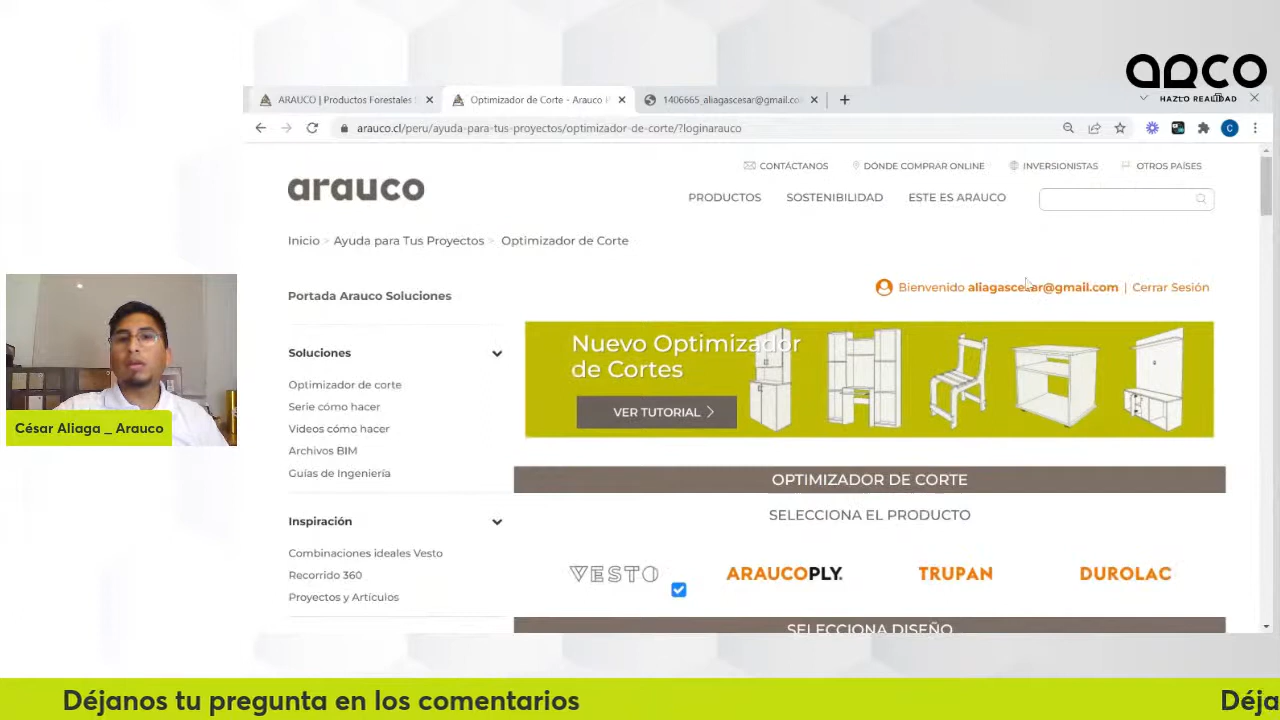 arco
HAZLO REALIDAD
ARAUCO | Productos Forestales
Optimizador de Corte - Arauco
1406665_aliagascesar@gmail.co
arauco.cl/peru/ayuda-para-tus-proyectos/optimizador-de-corte/?loginarauco
C
CONTÁCTANOS
DÓNDE COMPRAR ONLINE
INVERSIONISTAS
OTROS PAÍSES
arauco
PRODUCTOS
SOSTENIBILIDAD
ESTE ES ARAUCO
Inicio > Ayuda para Tus Proyectos > Optimizador de Corte
Bienvenido aliagascesar@gmail.com | Cerrar Sesión
Portada Arauco Soluciones
Soluciones
Optimizador de corte
Serie cómo hacer
Videos cómo hacer
Archivos BIM
Guías de Ingeniería
Inspiración
Combinaciones ideales Vesto
Recorrido 360
Proyectos y Artículos
Nuevo Optimizador
de Cortes
VER TUTORIAL
OPTIMIZADOR DE CORTE
SELECCIONA EL PRODUCTO
VESTO
ARAUCOPLY.
TRUPAN
DUROLAC
SELECCIONA DISEÑO
César Aliaga _ Arauco
Déjanos tu pregunta en los comentarios
Déja